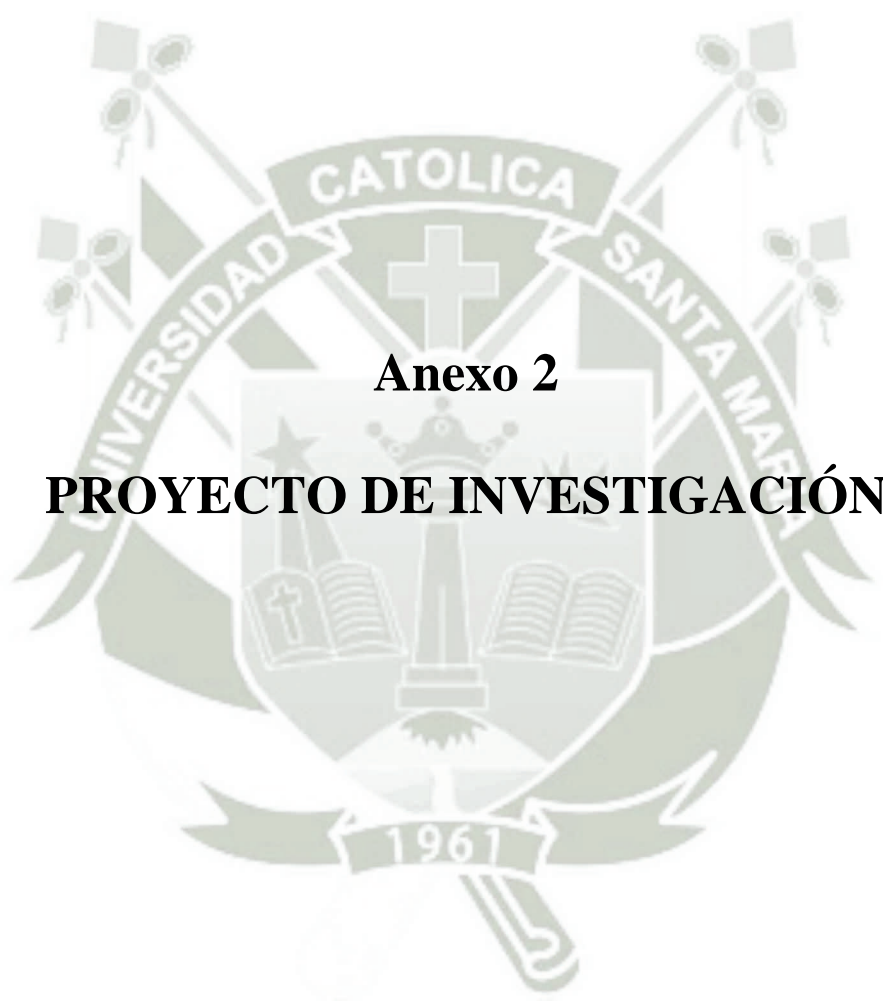 CATOLICA
UNIVERSIDAD
SANTA MARIA
Anexo 2
PROYECTO DE INVESTIGACIÓN
1961